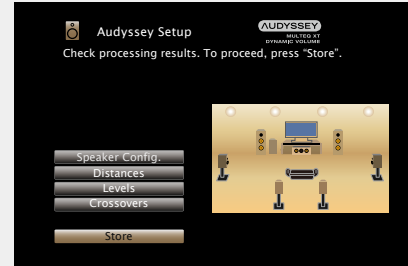 Audyssey Setup
AUDYSSEY
MULTEQ XT
DYNAMIC VOLUME
Check processing results. To proceed, press “Store”.
Speaker Config.
Distances
Levels
Crossovers
Store